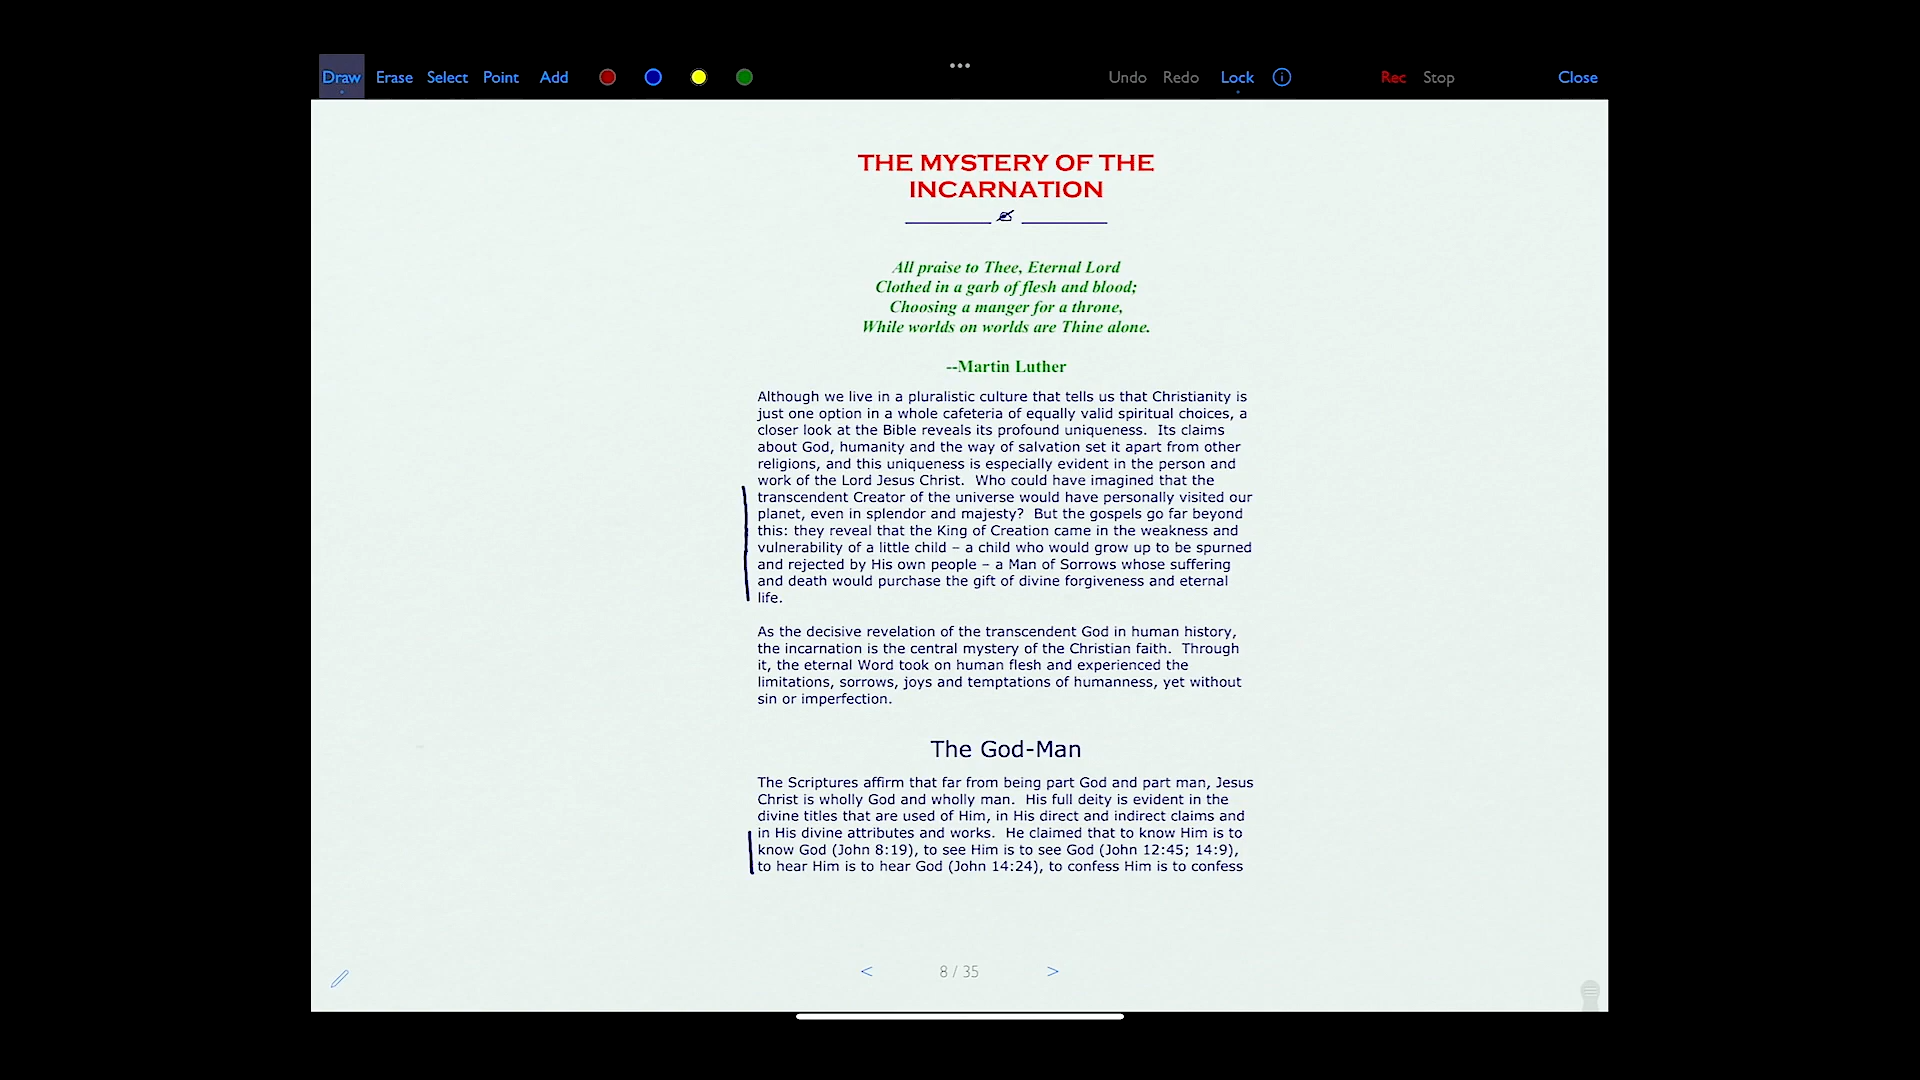 Draw Erase Select Point Add Undo Redo Lock Rec Stop Close
THE MYSTERY OF THE
INCARNATION
All praise to Thee, Eternal Lord
Clothed in a garb of flesh and blood;
Choosing a manger for a throne,
While worlds on worlds are Thine alone.
--Martin Luther
Although we live in a pluralistic culture that tells us that Christianity is
just one option in a whole cafeteria of equally valid spiritual choices, a
closer look at the Bible reveals its profound uniqueness.  Its claims
about God, humanity and the way of salvation set it apart from other
religions, and this uniqueness is especially evident in the person and
work of the Lord Jesus Christ.  Who could have imagined that the
transcendent Creator of the universe would have personally visited our
planet, even in splendor and majesty?  But the gospels go far beyond
this: they reveal that the King of Creation came in the weakness and
vulnerability of a little child – a child who would grow up to be spurned
and rejected by His own people – a Man of Sorrows whose suffering
and death would purchase the gift of divine forgiveness and eternal
life.
As the decisive revelation of the transcendent God in human history,
the incarnation is the central mystery of the Christian faith.  Through
it, the eternal Word took on human flesh and experienced the
limitations, sorrows, joys and temptations of humanness, yet without
sin or imperfection.
The God-Man
The Scriptures affirm that far from being part God and part man, Jesus
Christ is wholly God and wholly man.  His full deity is evident in the
divine titles that are used of Him, in His direct and indirect claims and
in His divine attributes and works.  He claimed that to know Him is to
know God (John 8:19), to see Him is to see God (John 12:45; 14:9),
to hear Him is to hear God (John 14:24), to confess Him is to confess
< 8 / 35 >